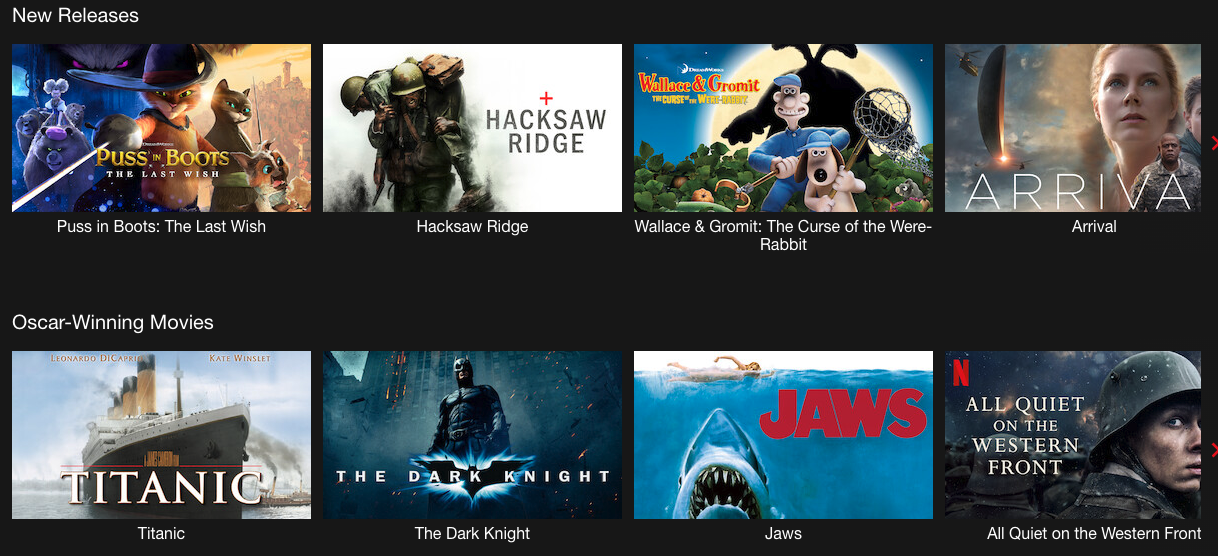 New Releases
DREAMWORKS
PUSS IN BOOTS
THE LAST WISH
HACKSAW
RIDGE
DREAMWORKS
Wallace & Gromit
THE CURSE OF THE WERE-RABBIT
ARRIVA
Puss in Boots: The Last Wish
Hacksaw Ridge
Wallace & Gromit: The Curse of the Were-
Rabbit
Arrival
Oscar-Winning Movies
LEONARDO DICAPRIO KATE WINSLET
TITANIC
THE DARK KNIGHT
JAWS
N
ALL QUIET
ON THE
WESTERN
FRONT
Titanic
The Dark Knight
Jaws
All Quiet on the Western Front